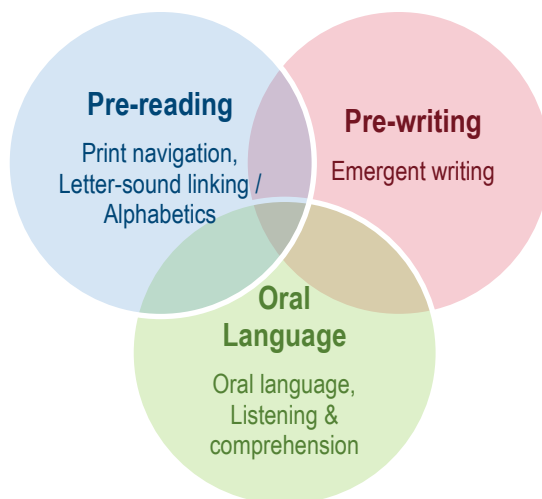 Pre-reading
Print navigation,
Letter-sound linking /
Alphabetics
Pre-writing
Emergent writing
Oral
Language
Oral language,
Listening &
comprehension